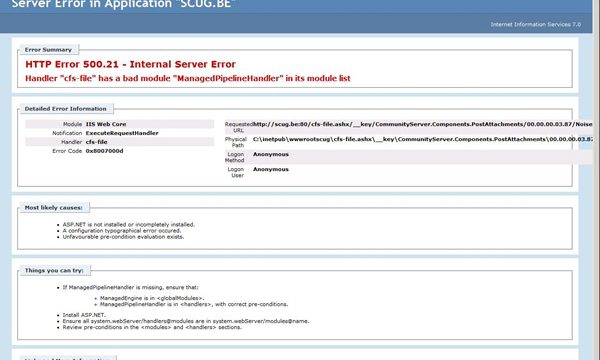 Server Error in Application "SCUG.BE"
Internet Information Services 7.0
Error Summary
HTTP Error 500.21 - Internal Server Error
Handler "cfs-file" has a bad module "ManagedPipelineHandler" in its module list
Detailed Error Information
Module IIS Web Core
Notification ExecuteRequestHandler
Handler cfs-file
Error Code 0x8007000d
Requested URL http://scug.be:80/cfs-file.ashx/__key/CommunityServer.Components.PostAttachments/00.00.00.03.87/Noise
Physical Path C:\inetpub\wwwrootscug\cfs-file.ashx\__key\CommunityServer.Components.PostAttachments\00.00.00.03.87
Logon Method Anonymous
Logon User Anonymous
Most likely causes:
• ASP.NET is not installed or incompletely installed.
• A configuration typographical error occured.
• Unfavourable pre-condition evaluation exists.
Things you can try:
• If ManagedPipelineHandler is missing, ensure that:
◦ ManagedEngine is in <globalModules>.
◦ ManagedPipelineHandler is in <handlers>, with correct pre-conditions.
• Install ASP.NET.
• Ensure all system.webServer/handlers@modules are in system.webServer/modules@name.
• Review pre-conditions in the <modules> and <handlers> sections.